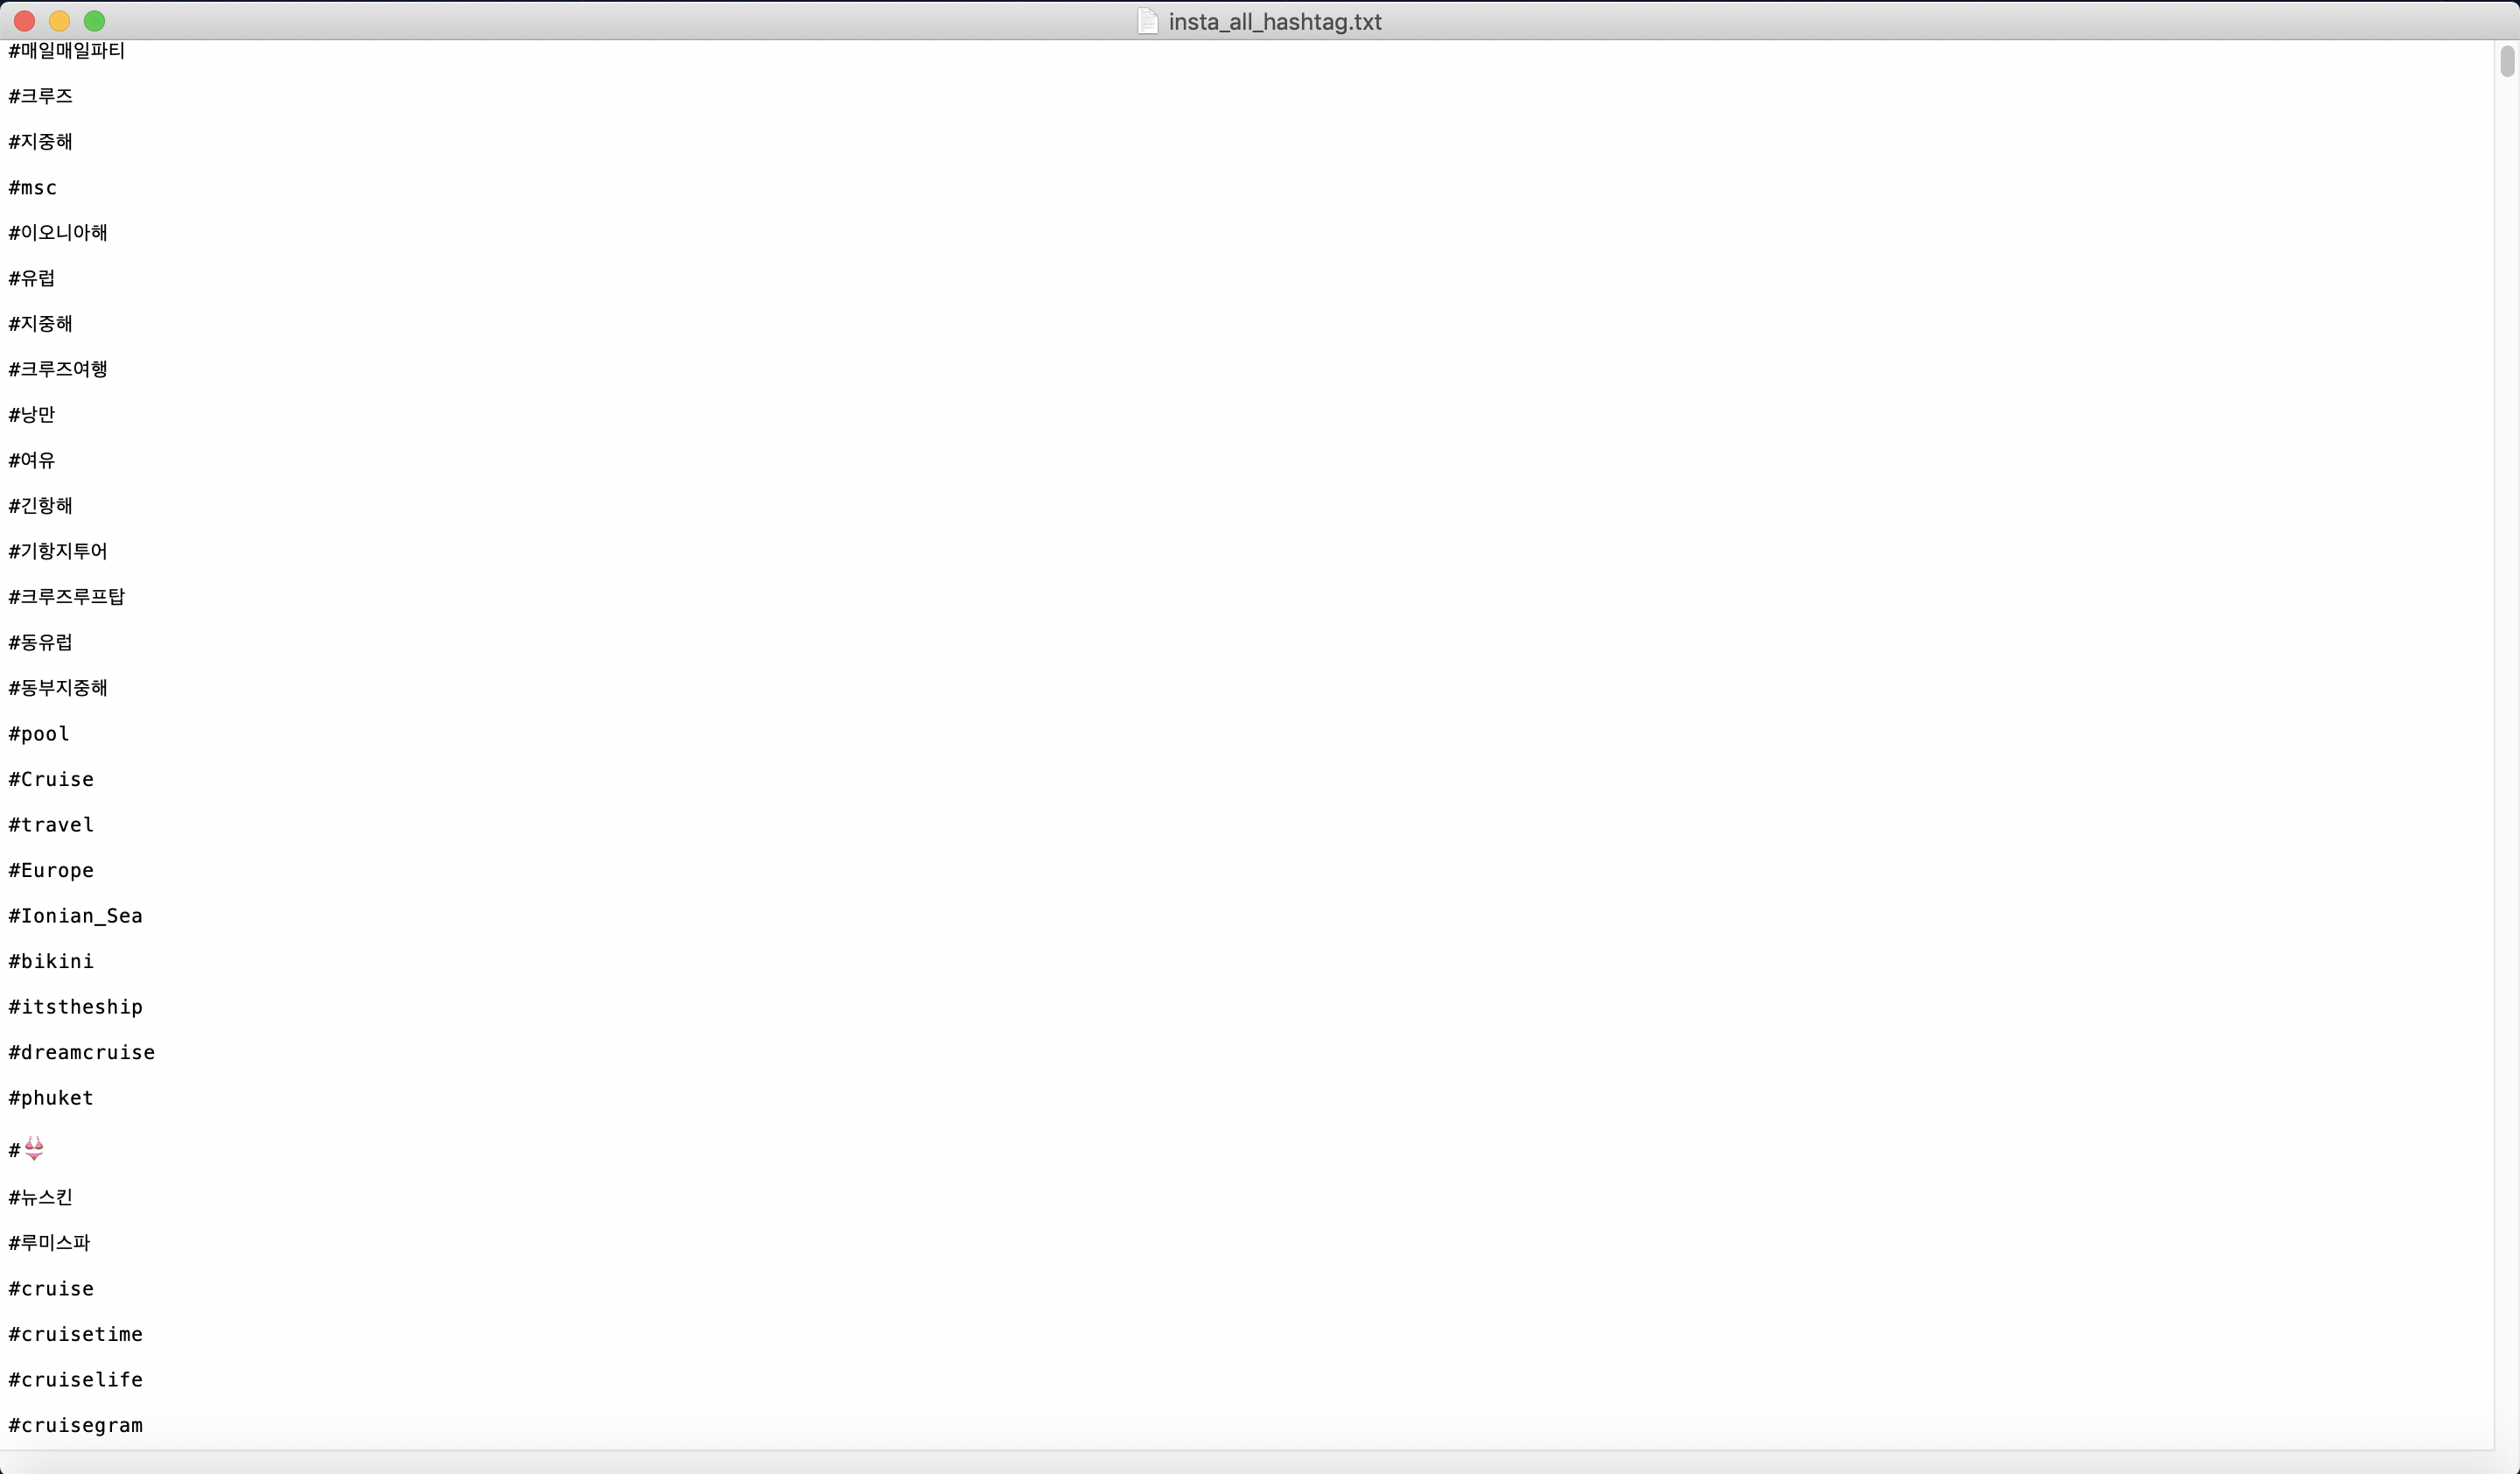 insta_all_hashtag.txt
#매일매일파티
#크루즈
#지중해
#msc
#이오니아해
#유럽
#지중해
#크루즈여행
#낭만
#여유
#긴항해
#기항지투어
#크루즈루프탑
#동유럽
#동부지중해
#pool
#Cruise
#travel
#Europe
#Ionian_Sea
#bikini
#itstheship
#dreamcruise
#phuket
#👙
#뉴스킨
#루미스파
#cruise
#cruisetime
#cruiselife
#cruisegram